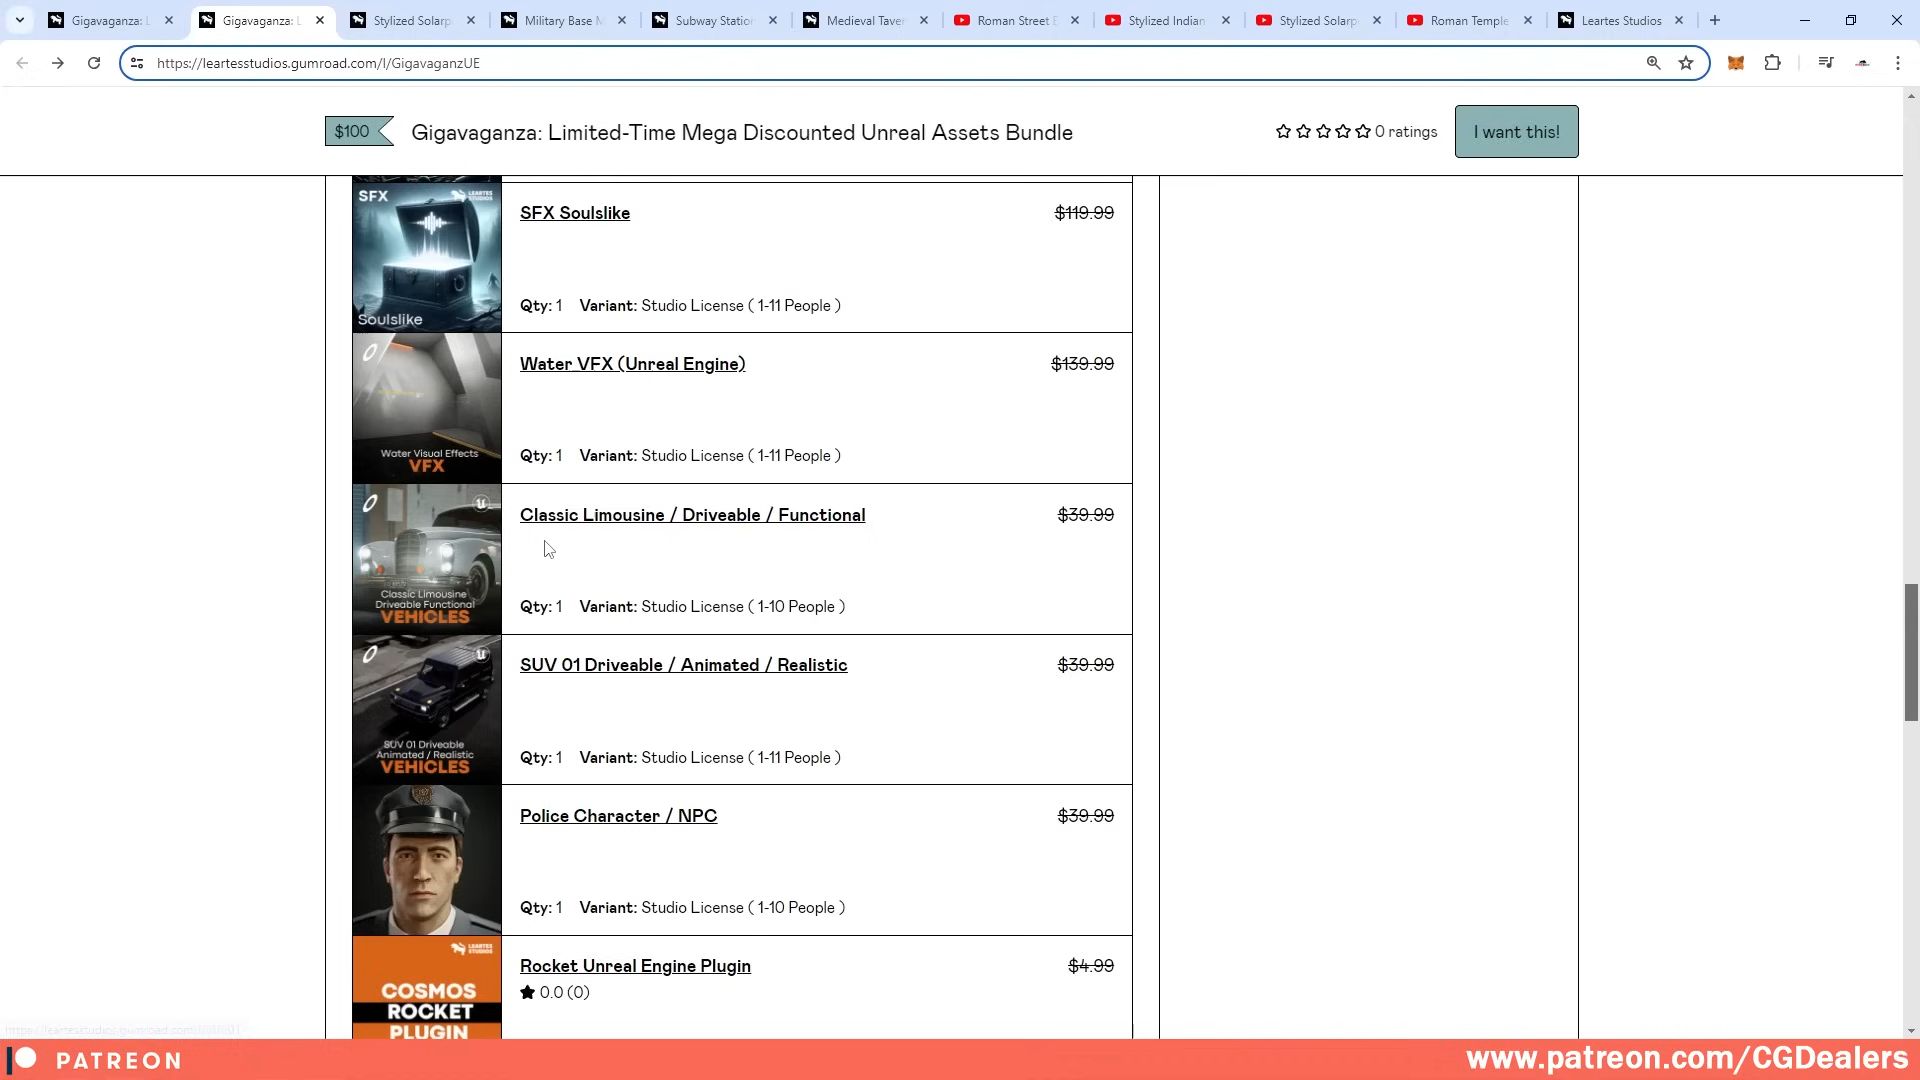 Gigavaganza: L
Gigavaganza: L
Stylized Solarp
Military Base M
Subway Station
Medieval Taver
Roman Street E
Stylized Indian
Stylized Solarp
Roman Temple
Leartes Studios
https://leartesstudios.gumroad.com/l/GigavaganzUE
$100
Gigavaganza: Limited-Time Mega Discounted Unreal Assets Bundle
0 ratings
I want this!
SFX
LEARTES
STUDIOS
Soulslike
SFX Soulslike
$119.99
Qty: 1 Variant: Studio License ( 1-11 People )
Water Visual Effects
VFX
Water VFX (Unreal Engine)
$139.99
Qty: 1 Variant: Studio License ( 1-11 People )
Classic Limousine
Driveable Functional
VEHICLES
Classic Limousine / Driveable / Functional
$39.99
Qty: 1 Variant: Studio License ( 1-10 People )
SUV 01 Driveable
Animated / Realistic
VEHICLES
SUV 01 Driveable / Animated / Realistic
$39.99
Qty: 1 Variant: Studio License ( 1-11 People )
Police Character / NPC
$39.99
Qty: 1 Variant: Studio License ( 1-10 People )
LEARTES
STUDIOS
COSMOS
ROCKET
PLUGIN
Rocket Unreal Engine Plugin
$4.99
0.0 (0)
PATREON
www.patreon.com/CGDealers